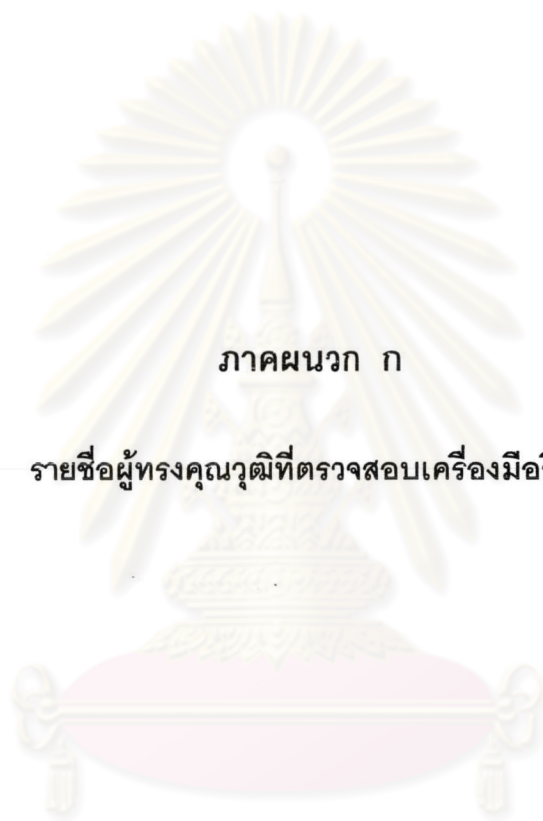 ภาคผนวก ก
รายชื่อผู้ทรงคุณวุฒิที่ตรวจสอบเครื่องมือ